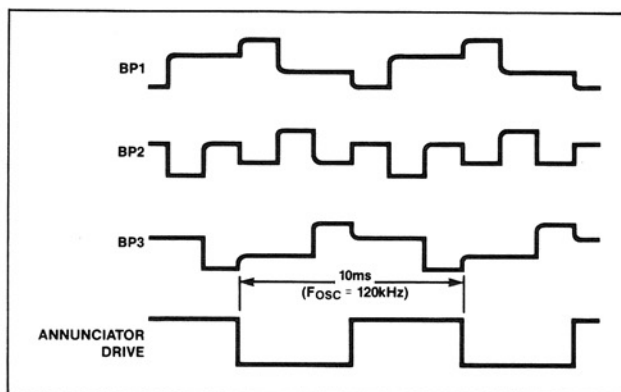 BP1
BP2
BP3
10ms
(FOSC = 120kHz)
ANNUNCIATOR
DRIVE